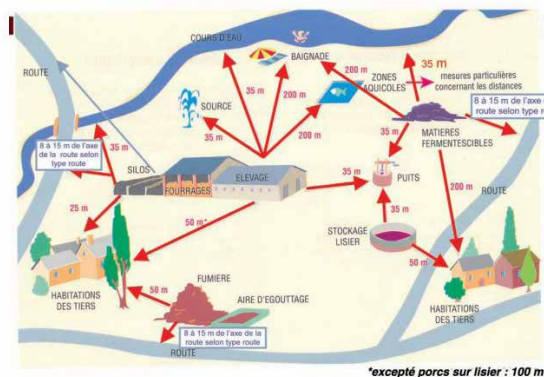 COURS D'EAU
BAIGNADE
35 m
mesures particulières
concernant les distances
ROUTE
200 m
ZONES
AQUICOLES
35 m
200 m
SOURCE
8 à 15 m de l'axe de
la route selon
type route
35 m
200 m
MATIERES
FERMENTESCIBLES
8 à 15 m de l'axe
de la route selon
type route
35 m
35 m
SILOS
FOURRAGES
ELEVAGE
35 m
PUITS
200 m
ROUTE
25 m
50 m*
35 m
STOCKAGE
LISIER
50 m
HABITATIONS
DES TIERS
FUMIERE
50 m
AIRE D'EGOUTTAGE
HABITATIONS
DES TIERS
8 à 15 m de l'axe de la
route selon type route
ROUTE
*excepté porcs sur lisier : 100 m